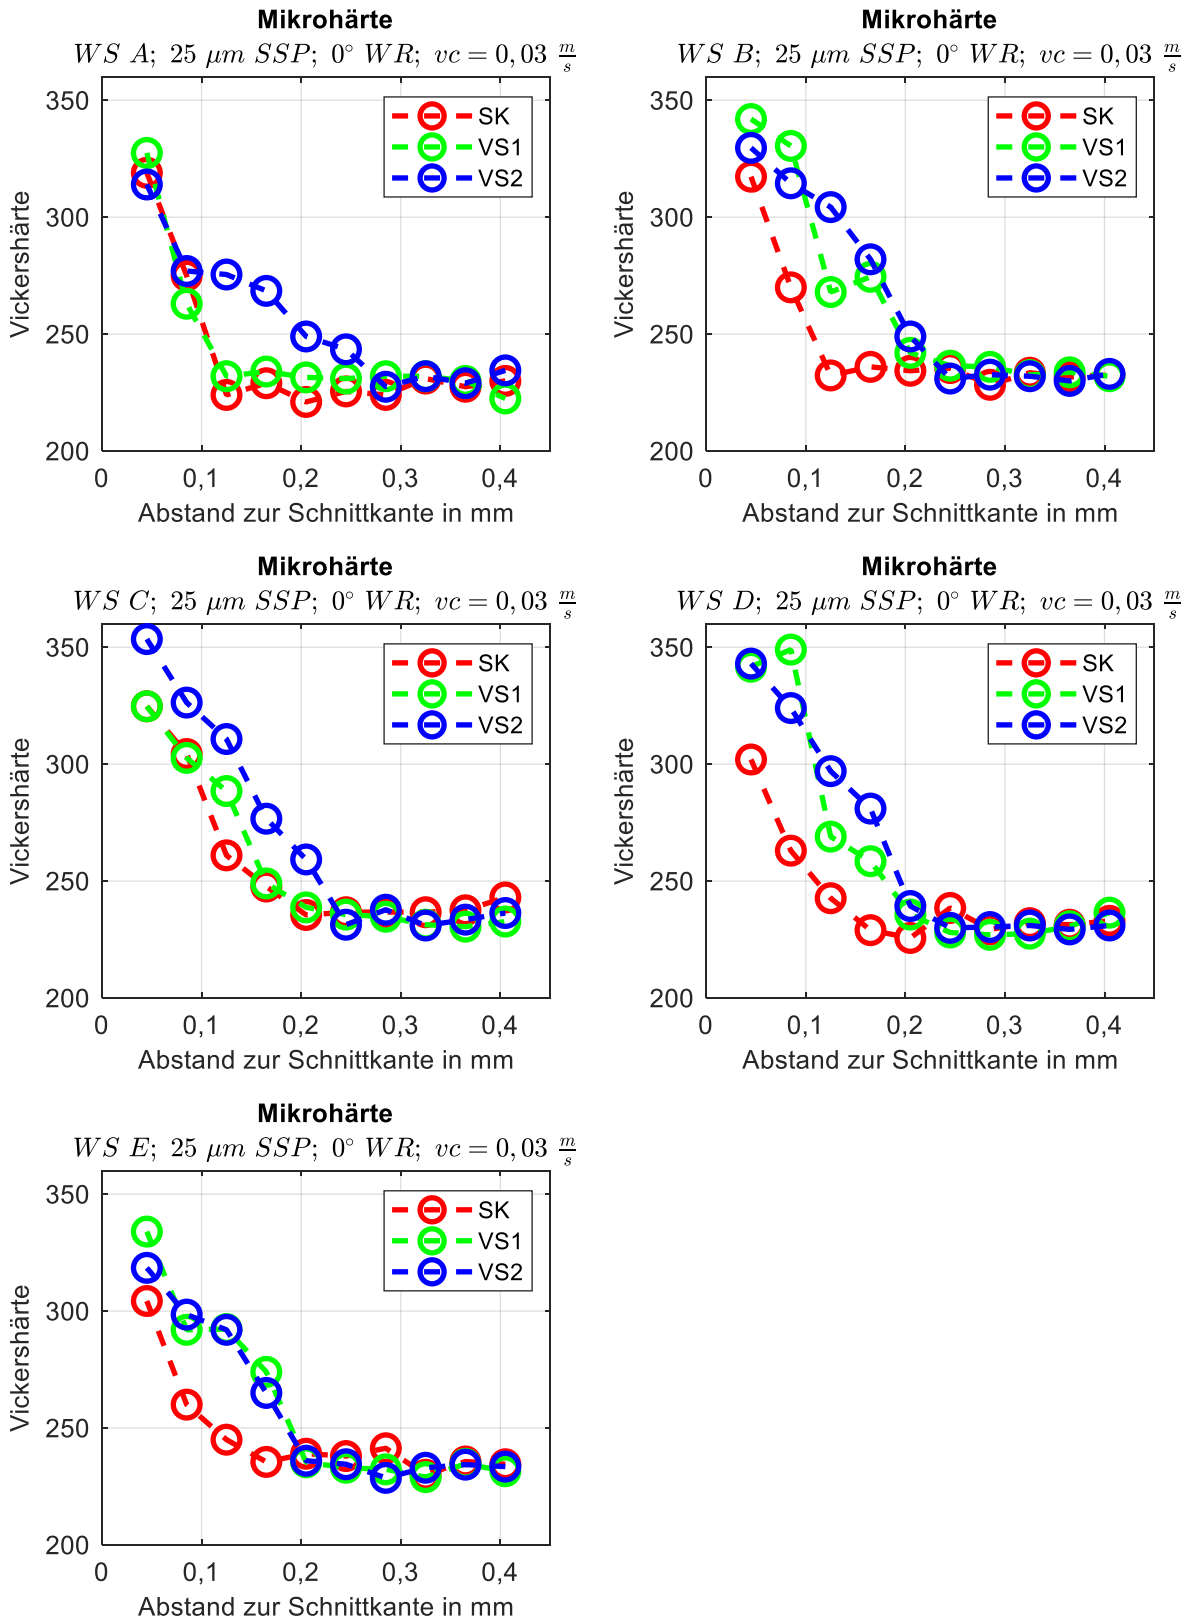 Mikrohärte
WS A; 25 μm SSP; 0° WR; vc = 0,03 m/s
350
300
250
200
Vickershärte
SK
VS1
VS2
0 0,1 0,2 0,3 0,4
Abstand zur Schnittkante in mm
Mikrohärte
WS B; 25 μm SSP; 0° WR; vc = 0,03 m/s
350
300
250
200
Vickershärte
SK
VS1
VS2
0 0,1 0,2 0,3 0,4
Abstand zur Schnittkante in mm
Mikrohärte
WS C; 25 μm SSP; 0° WR; vc = 0,03 m/s
350
300
250
200
Vickershärte
SK
VS1
VS2
0 0,1 0,2 0,3 0,4
Abstand zur Schnittkante in mm
Mikrohärte
WS D; 25 μm SSP; 0° WR; vc = 0,03 m/s
350
300
250
200
Vickershärte
SK
VS1
VS2
0 0,1 0,2 0,3 0,4
Abstand zur Schnittkante in mm
Mikrohärte
WS E; 25 μm SSP; 0° WR; vc = 0,03 m/s
350
300
250
200
Vickershärte
SK
VS1
VS2
0 0,1 0,2 0,3 0,4
Abstand zur Schnittkante in mm